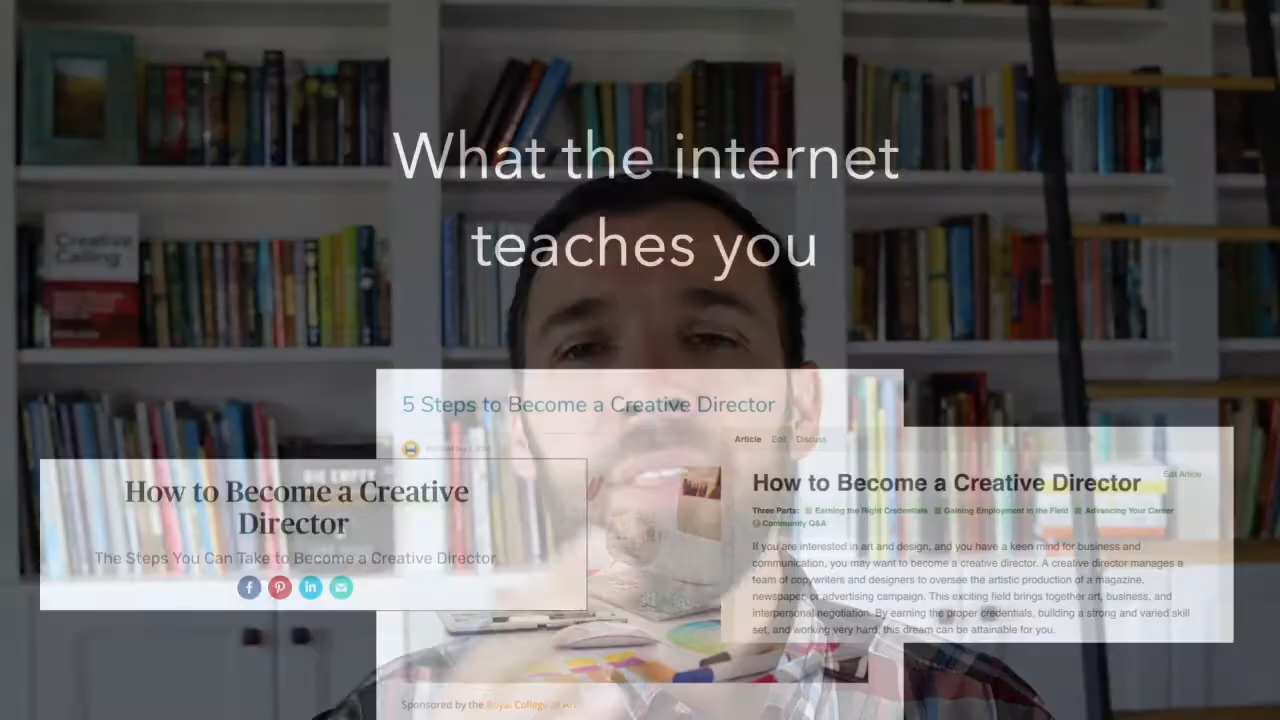 What the internet
teaches you
Creative
Calling
5 Steps to Become a Creative Director
How to Become a Creative
Director
The Steps You Can Take to Become a Creative Director
Article Edit Discuss
Edit Article
How to Become a Creative Director
Three Parts: Earning the Right Credentials Gaining Employment in the Field Advancing Your Career
Community Q&A
If you are interested in art and design, and you have a keen mind for business and
communication, you may want to become a creative director. A creative director manages a
team of copywriters and designers to oversee the artistic production of a magazine,
newspaper, or advertising campaign. This exciting field brings together art, business, and
interpersonal negotiation. By earning the proper credentials, building a strong and varied skill
set, and working very hard, this dream can be attainable for you.
Sponsored by the Royal College of Art